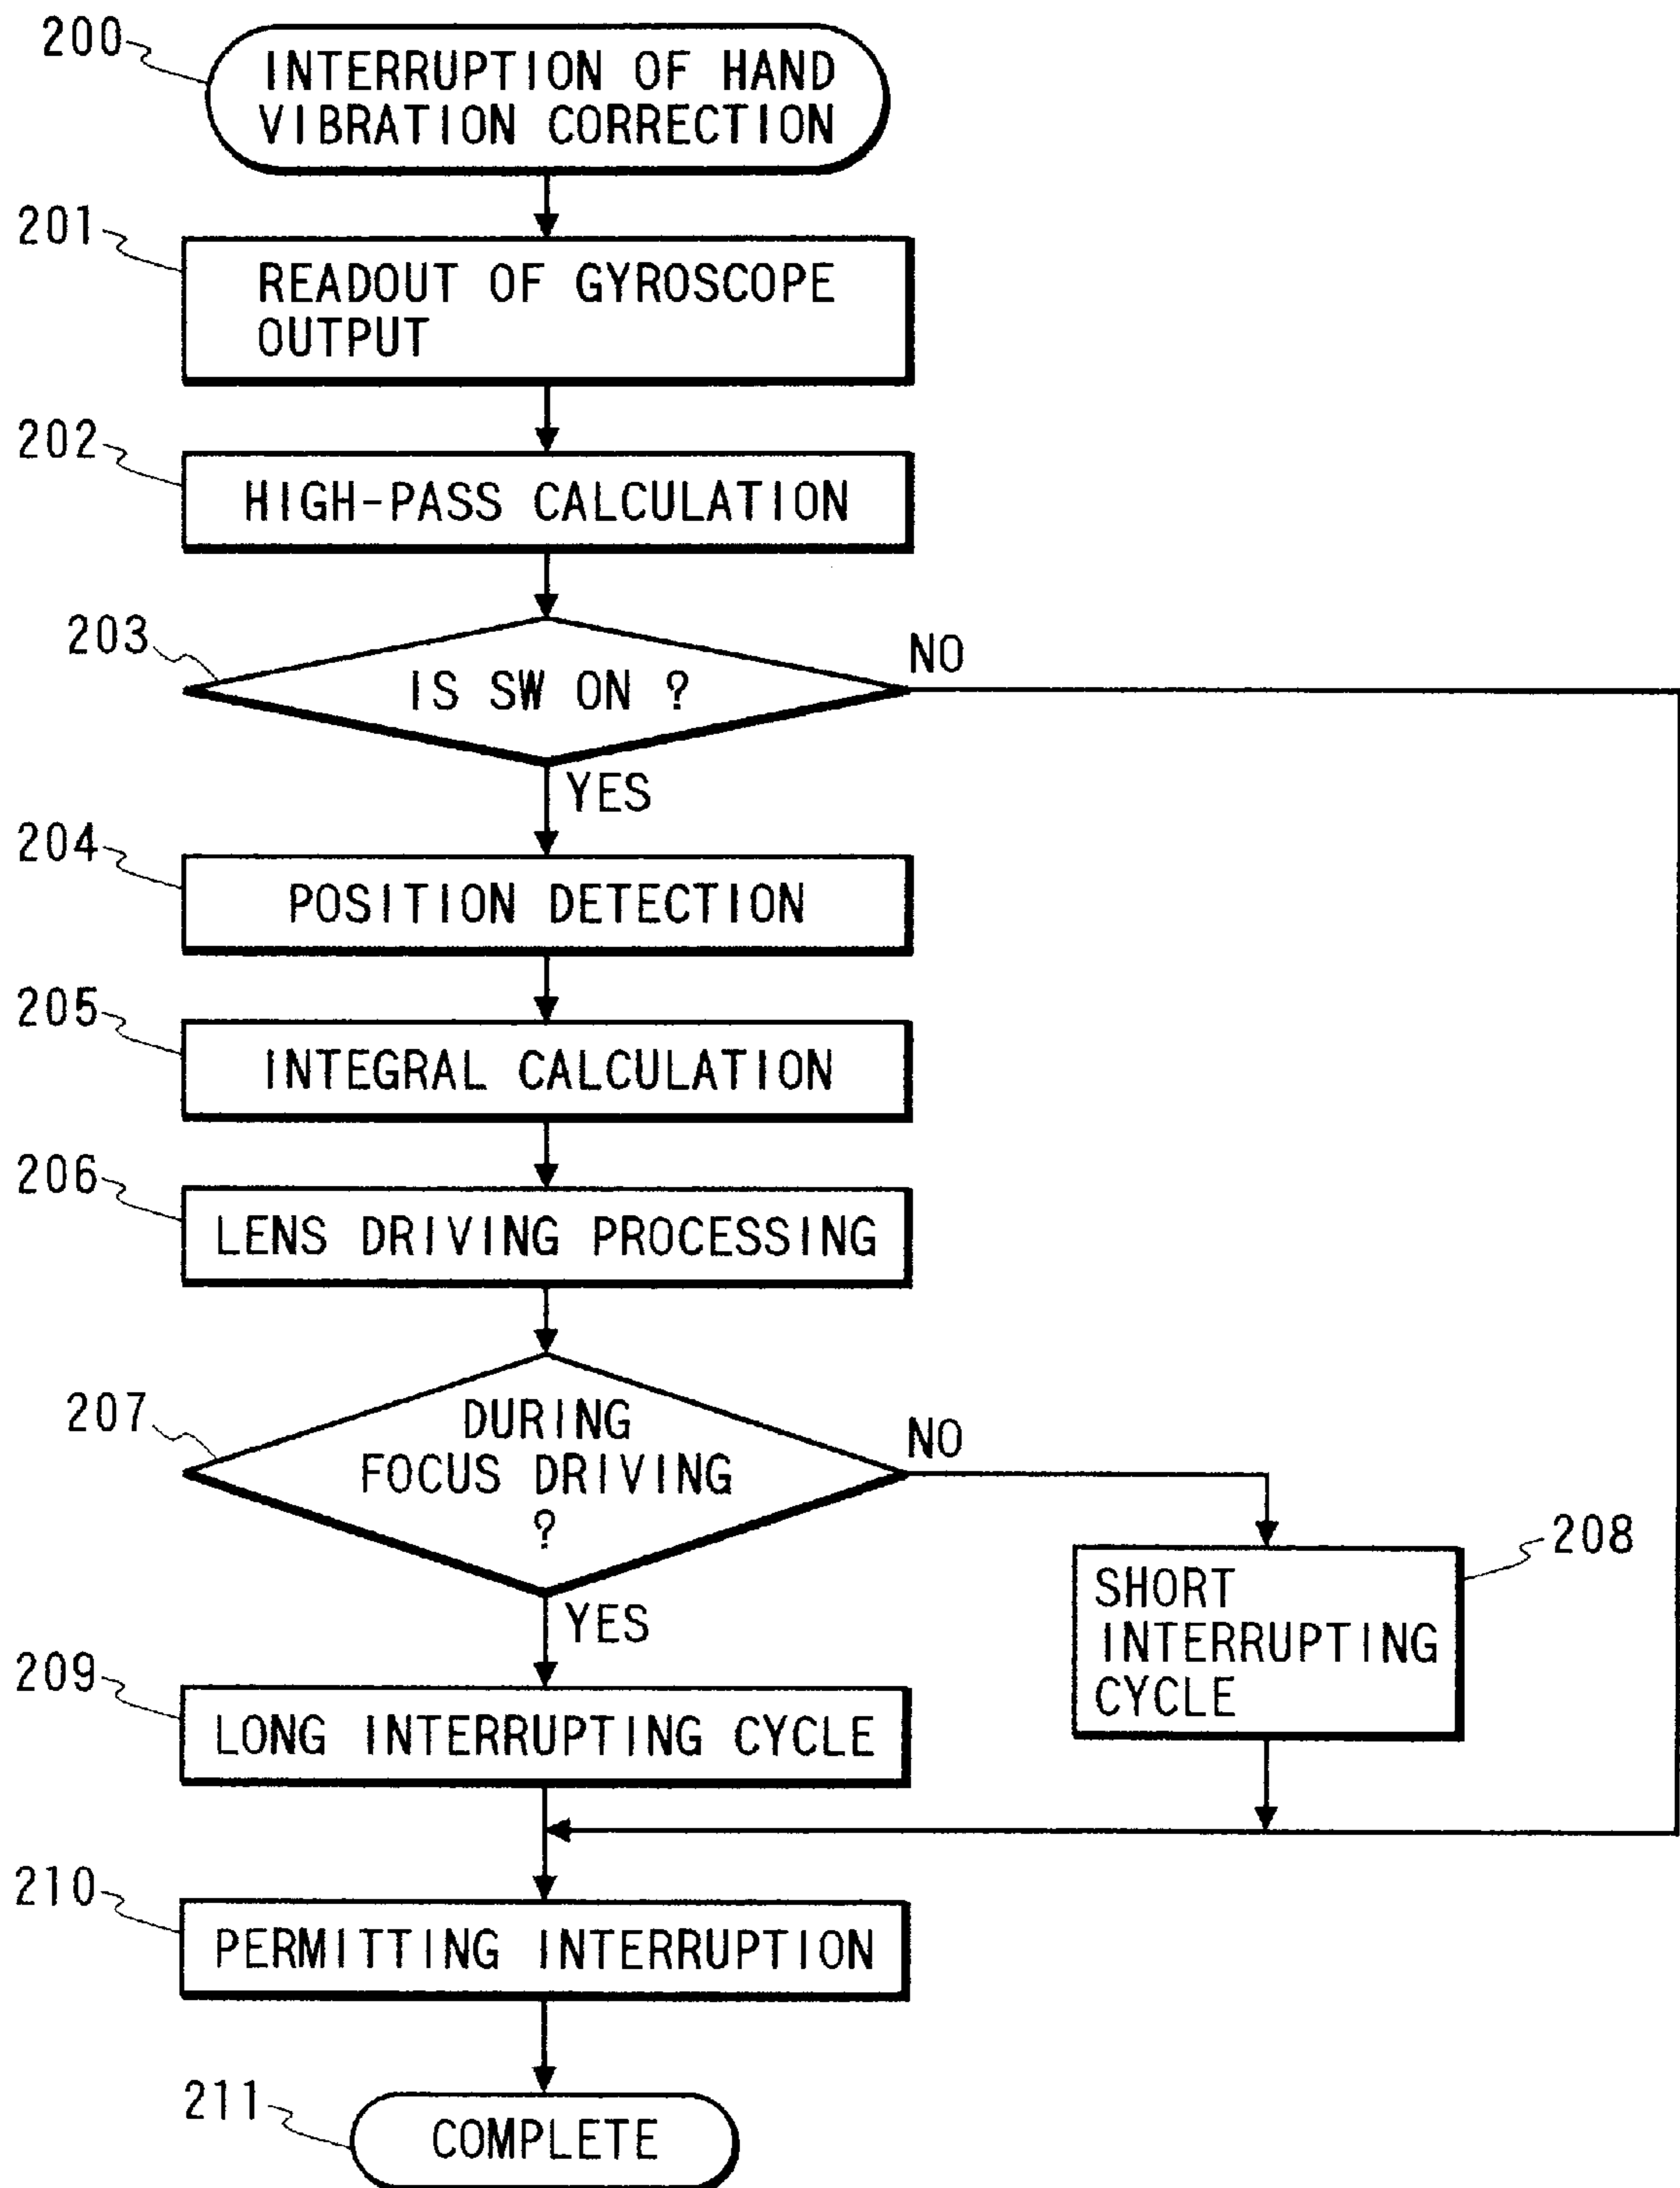 200
INTERRUPTION OF HAND
VIBRATION CORRECTION
201
READOUT OF GYROSCOPE
OUTPUT
202
HIGH-PASS CALCULATION
203
IS SW ON ?
NO
YES
204
POSITION DETECTION
205
INTEGRAL CALCULATION
206
LENS DRIVING PROCESSING
207
DURING
FOCUS DRIVING
?
NO
YES
208
SHORT
INTERRUPTING
CYCLE
209
LONG INTERRUPTING CYCLE
210
PERMITTING INTERRUPTION
211
COMPLETE